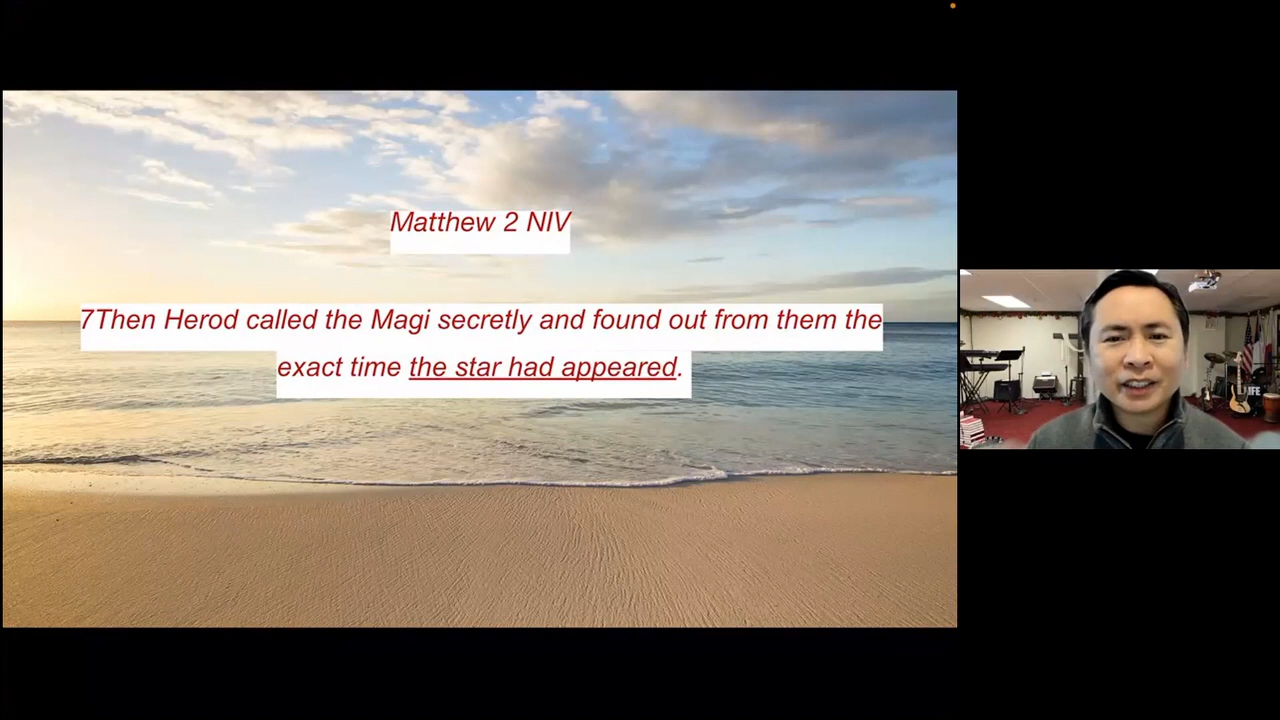 Matthew 2 NIV
7Then Herod called the Magi secretly and found out from them the
exact time the star had appeared.
LIFE